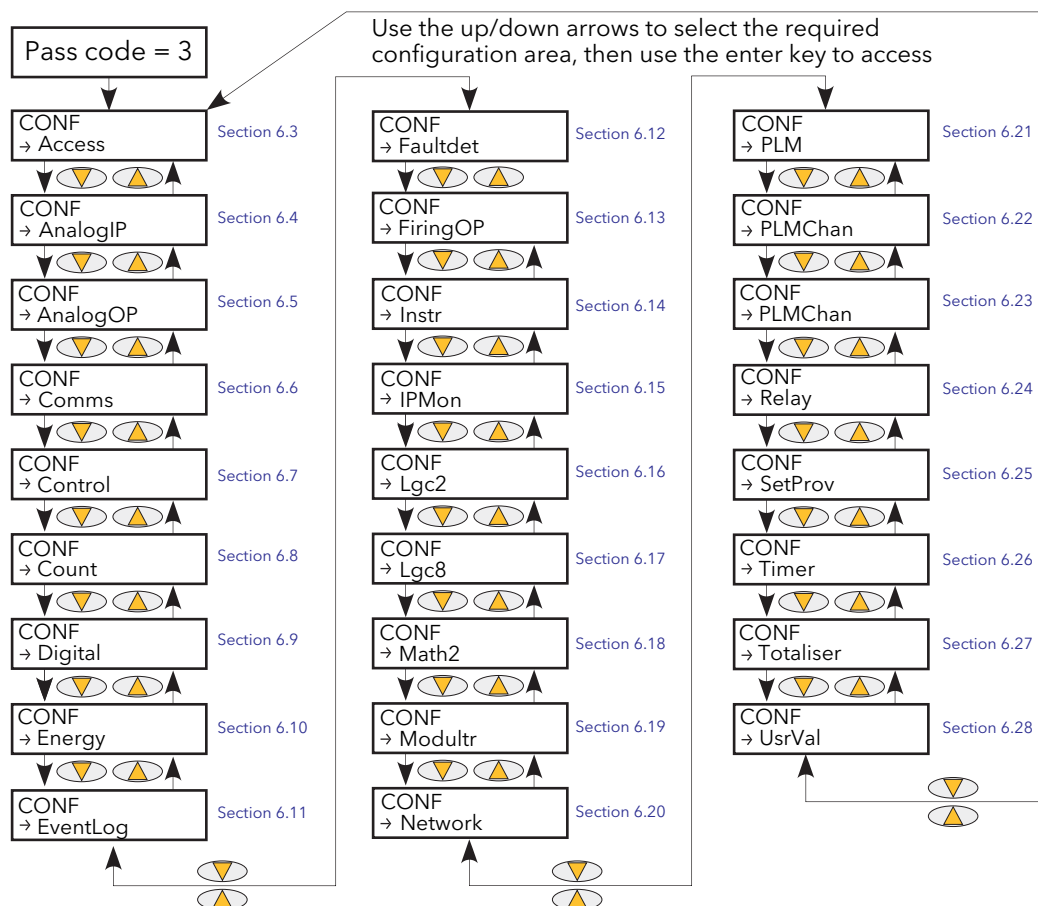 Use the up/down arrows to select the required
configuration area, then use the enter key to access
Pass code = 3
CONF
→ Access
Section 6.3
CONF
→ AnalogIP
Section 6.4
CONF
→ AnalogOP
Section 6.5
CONF
→ Comms
Section 6.6
CONF
→ Control
Section 6.7
CONF
→ Count
Section 6.8
CONF
→ Digital
Section 6.9
CONF
→ Energy
Section 6.10
CONF
→ EventLog
Section 6.11
CONF
→ Faultdet
Section 6.12
CONF
→ FiringOP
Section 6.13
CONF
→ Instr
Section 6.14
CONF
→ IPMon
Section 6.15
CONF
→ Lgc2
Section 6.16
CONF
→ Lgc8
Section 6.17
CONF
→ Math2
Section 6.18
CONF
→ Modultr
Section 6.19
CONF
→ Network
Section 6.20
CONF
→ PLM
Section 6.21
CONF
→ PLMChan
Section 6.22
CONF
→ PLMChan
Section 6.23
CONF
→ Relay
Section 6.24
CONF
→ SetProv
Section 6.25
CONF
→ Timer
Section 6.26
CONF
→ Totaliser
Section 6.27
CONF
→ UsrVal
Section 6.28